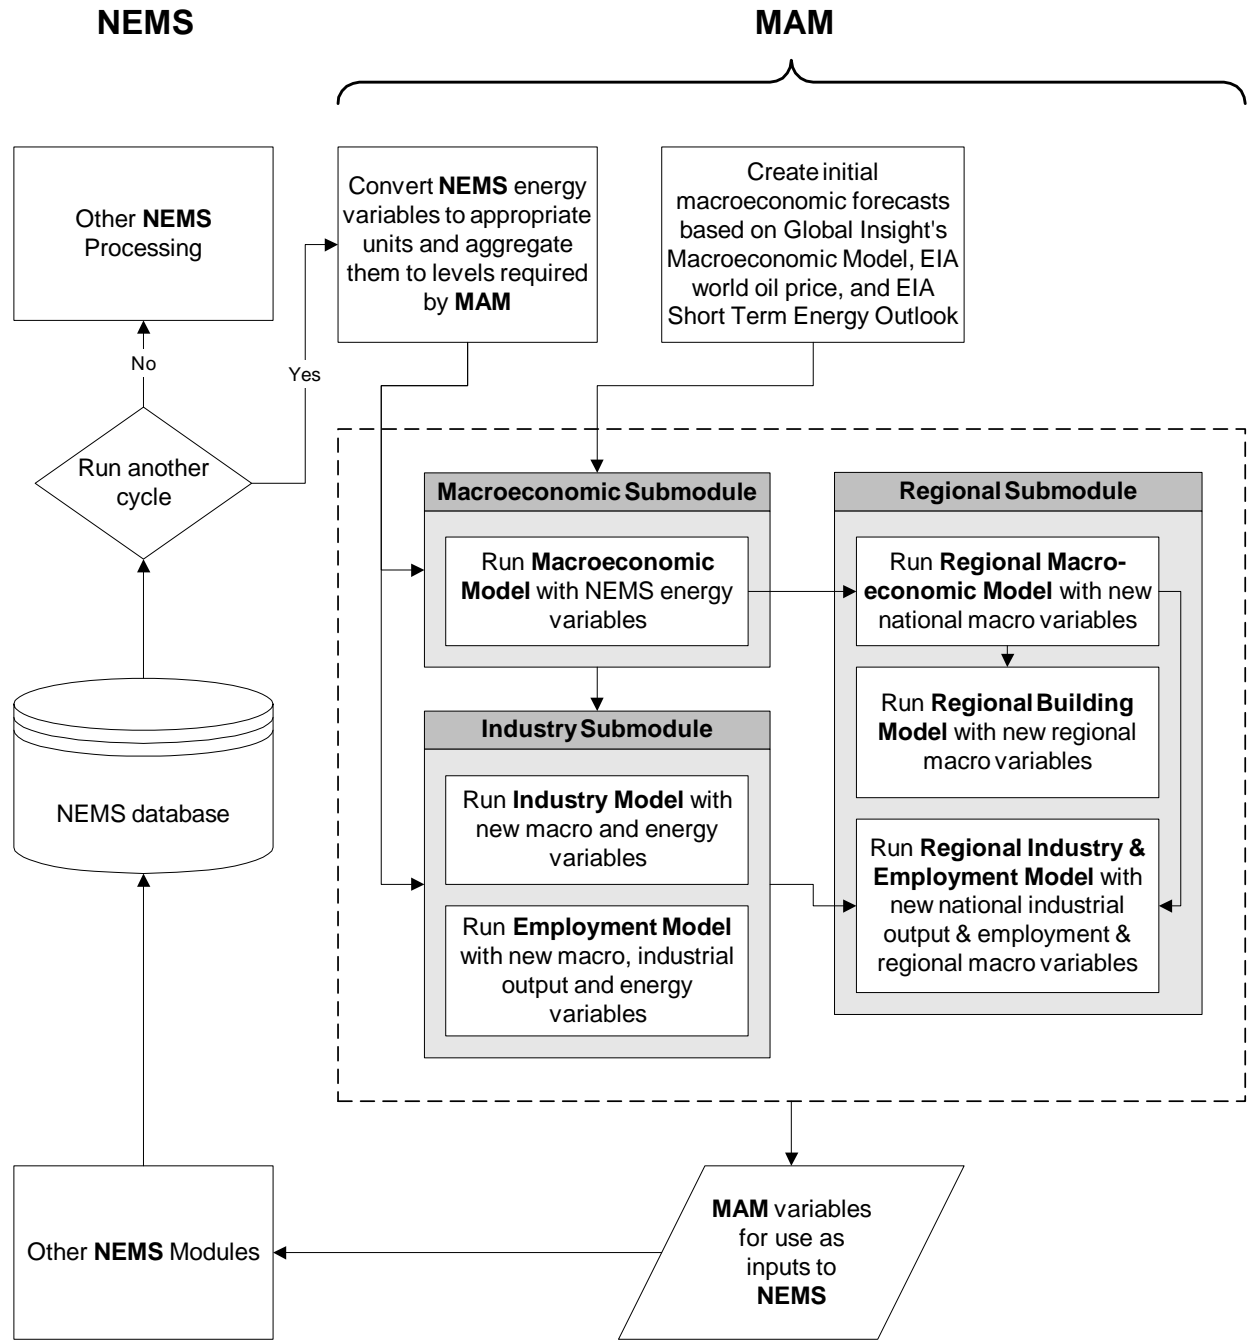 NEMS
MAM
Other NEMS
Processing
Convert NEMS energy
variables to appropriate
units and aggregate
them to levels required
by MAM
Create initial
macroeconomic forecasts
based on Global Insight's
Macroeconomic Model, EIA
world oil price, and EIA
Short Term Energy Outlook
No
Yes
Run another
cycle
Macroeconomic Submodule
Run Macroeconomic
Model with NEMS energy
variables
Regional Submodule
Run Regional Macro-
economic Model with new
national macro variables
Run Regional Building
Model with new regional
macro variables
Run Regional Industry &
Employment Model with
new national industrial
output & employment &
regional macro variables
Industry Submodule
Run Industry Model with
new macro and energy
variables
Run Employment Model
with new macro, industrial
output and energy
variables
NEMS database
Other NEMS Modules
MAM variables
for use as
inputs to
NEMS